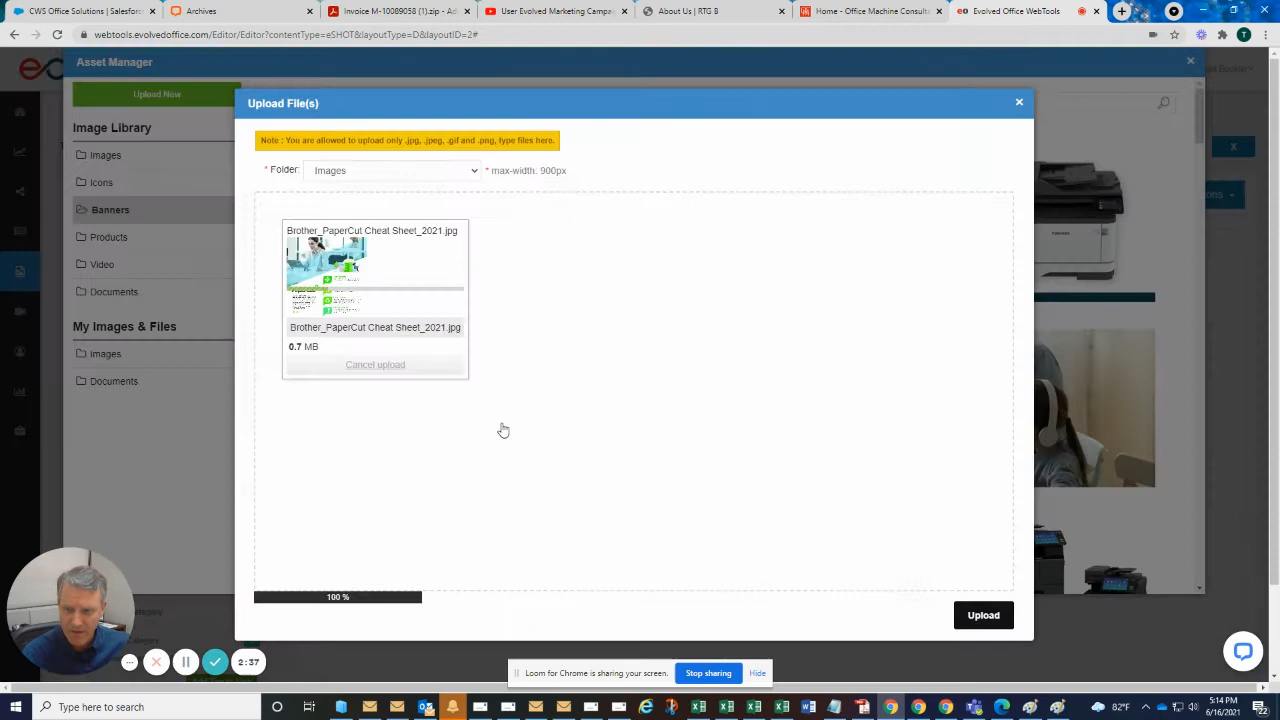 CWS Office Solutions | Salesforc
Archives
Invoice M-10089058 (1).zip - Ad
User Evolved Marketing Campa
About Us | RTG B
Home - Office Machine Consulta
Evolved Office WebTools
webtools.evolvedoffice.com/Editor/Editor?contentType=eSHOT&layoutType=D&layoutID=2#
T
Asset Manager
Upload New
Image Library
Images
Icons
Banners
Products
Video
Documents
My Images & Files
Images
Documents
X
Upload File(s)
Note : You are allowed to upload only .jpg, .jpeg, .gif and .png, type files here.
* Folder:
Images
* max-width. 900px
Brother_PaperCut Cheat Sheet_2021.jpg
Brother_PaperCut Cheat Sheet_2021.jpg
0.7 MB
Cancel upload
100 %
Upload
TOSHIBA
2:37
Loom for Chrome is sharing your screen.
Stop sharing
Hide
Type here to search
82°F
5:14 PM
6/16/2021
22